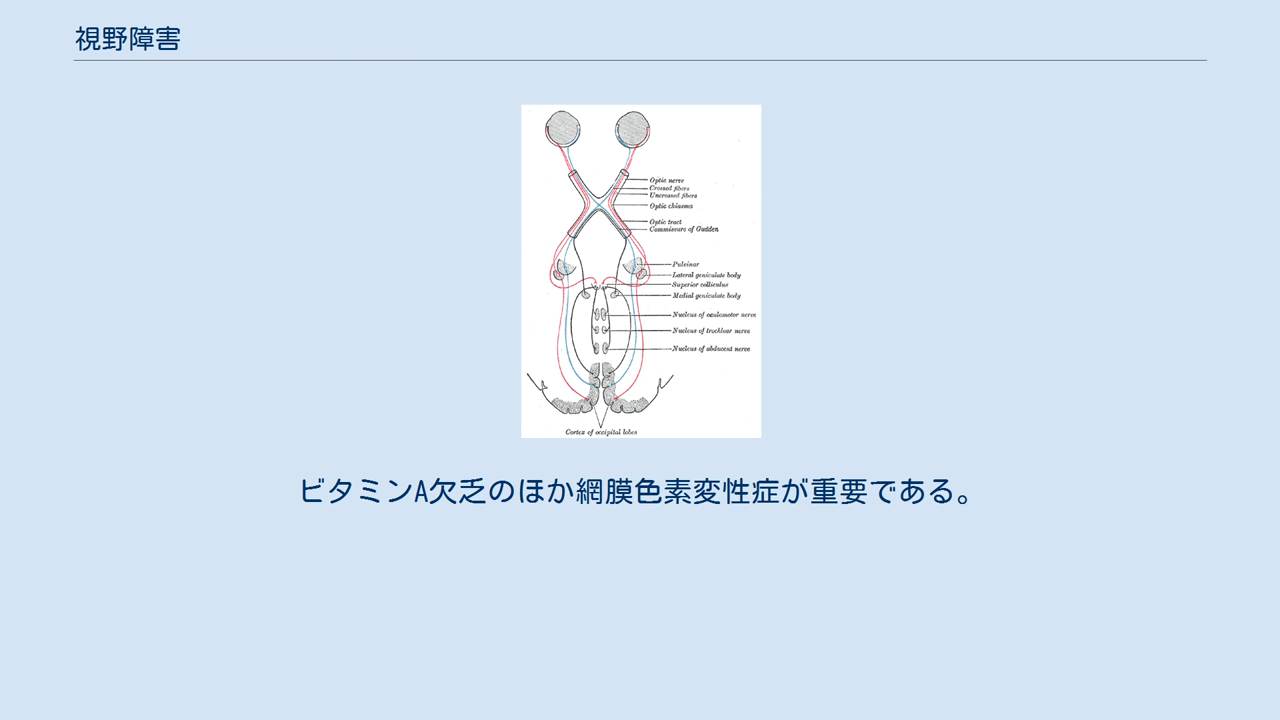 視野障害
Optic nerve
Crossed fibers
Uncrossed fibers
Optic chiasma
Optic tract
Commissure of Gudden
Pulvinar
Lateral geniculate body
Superior colliculus
Medial geniculate body
Nucleus of oculomotor nerve
Nucleus of trochlear nerve
Nucleus of abducent nerve
Cortex of occipital lobes
ビタミンA欠乏のほか網膜色素変性症が重要である。